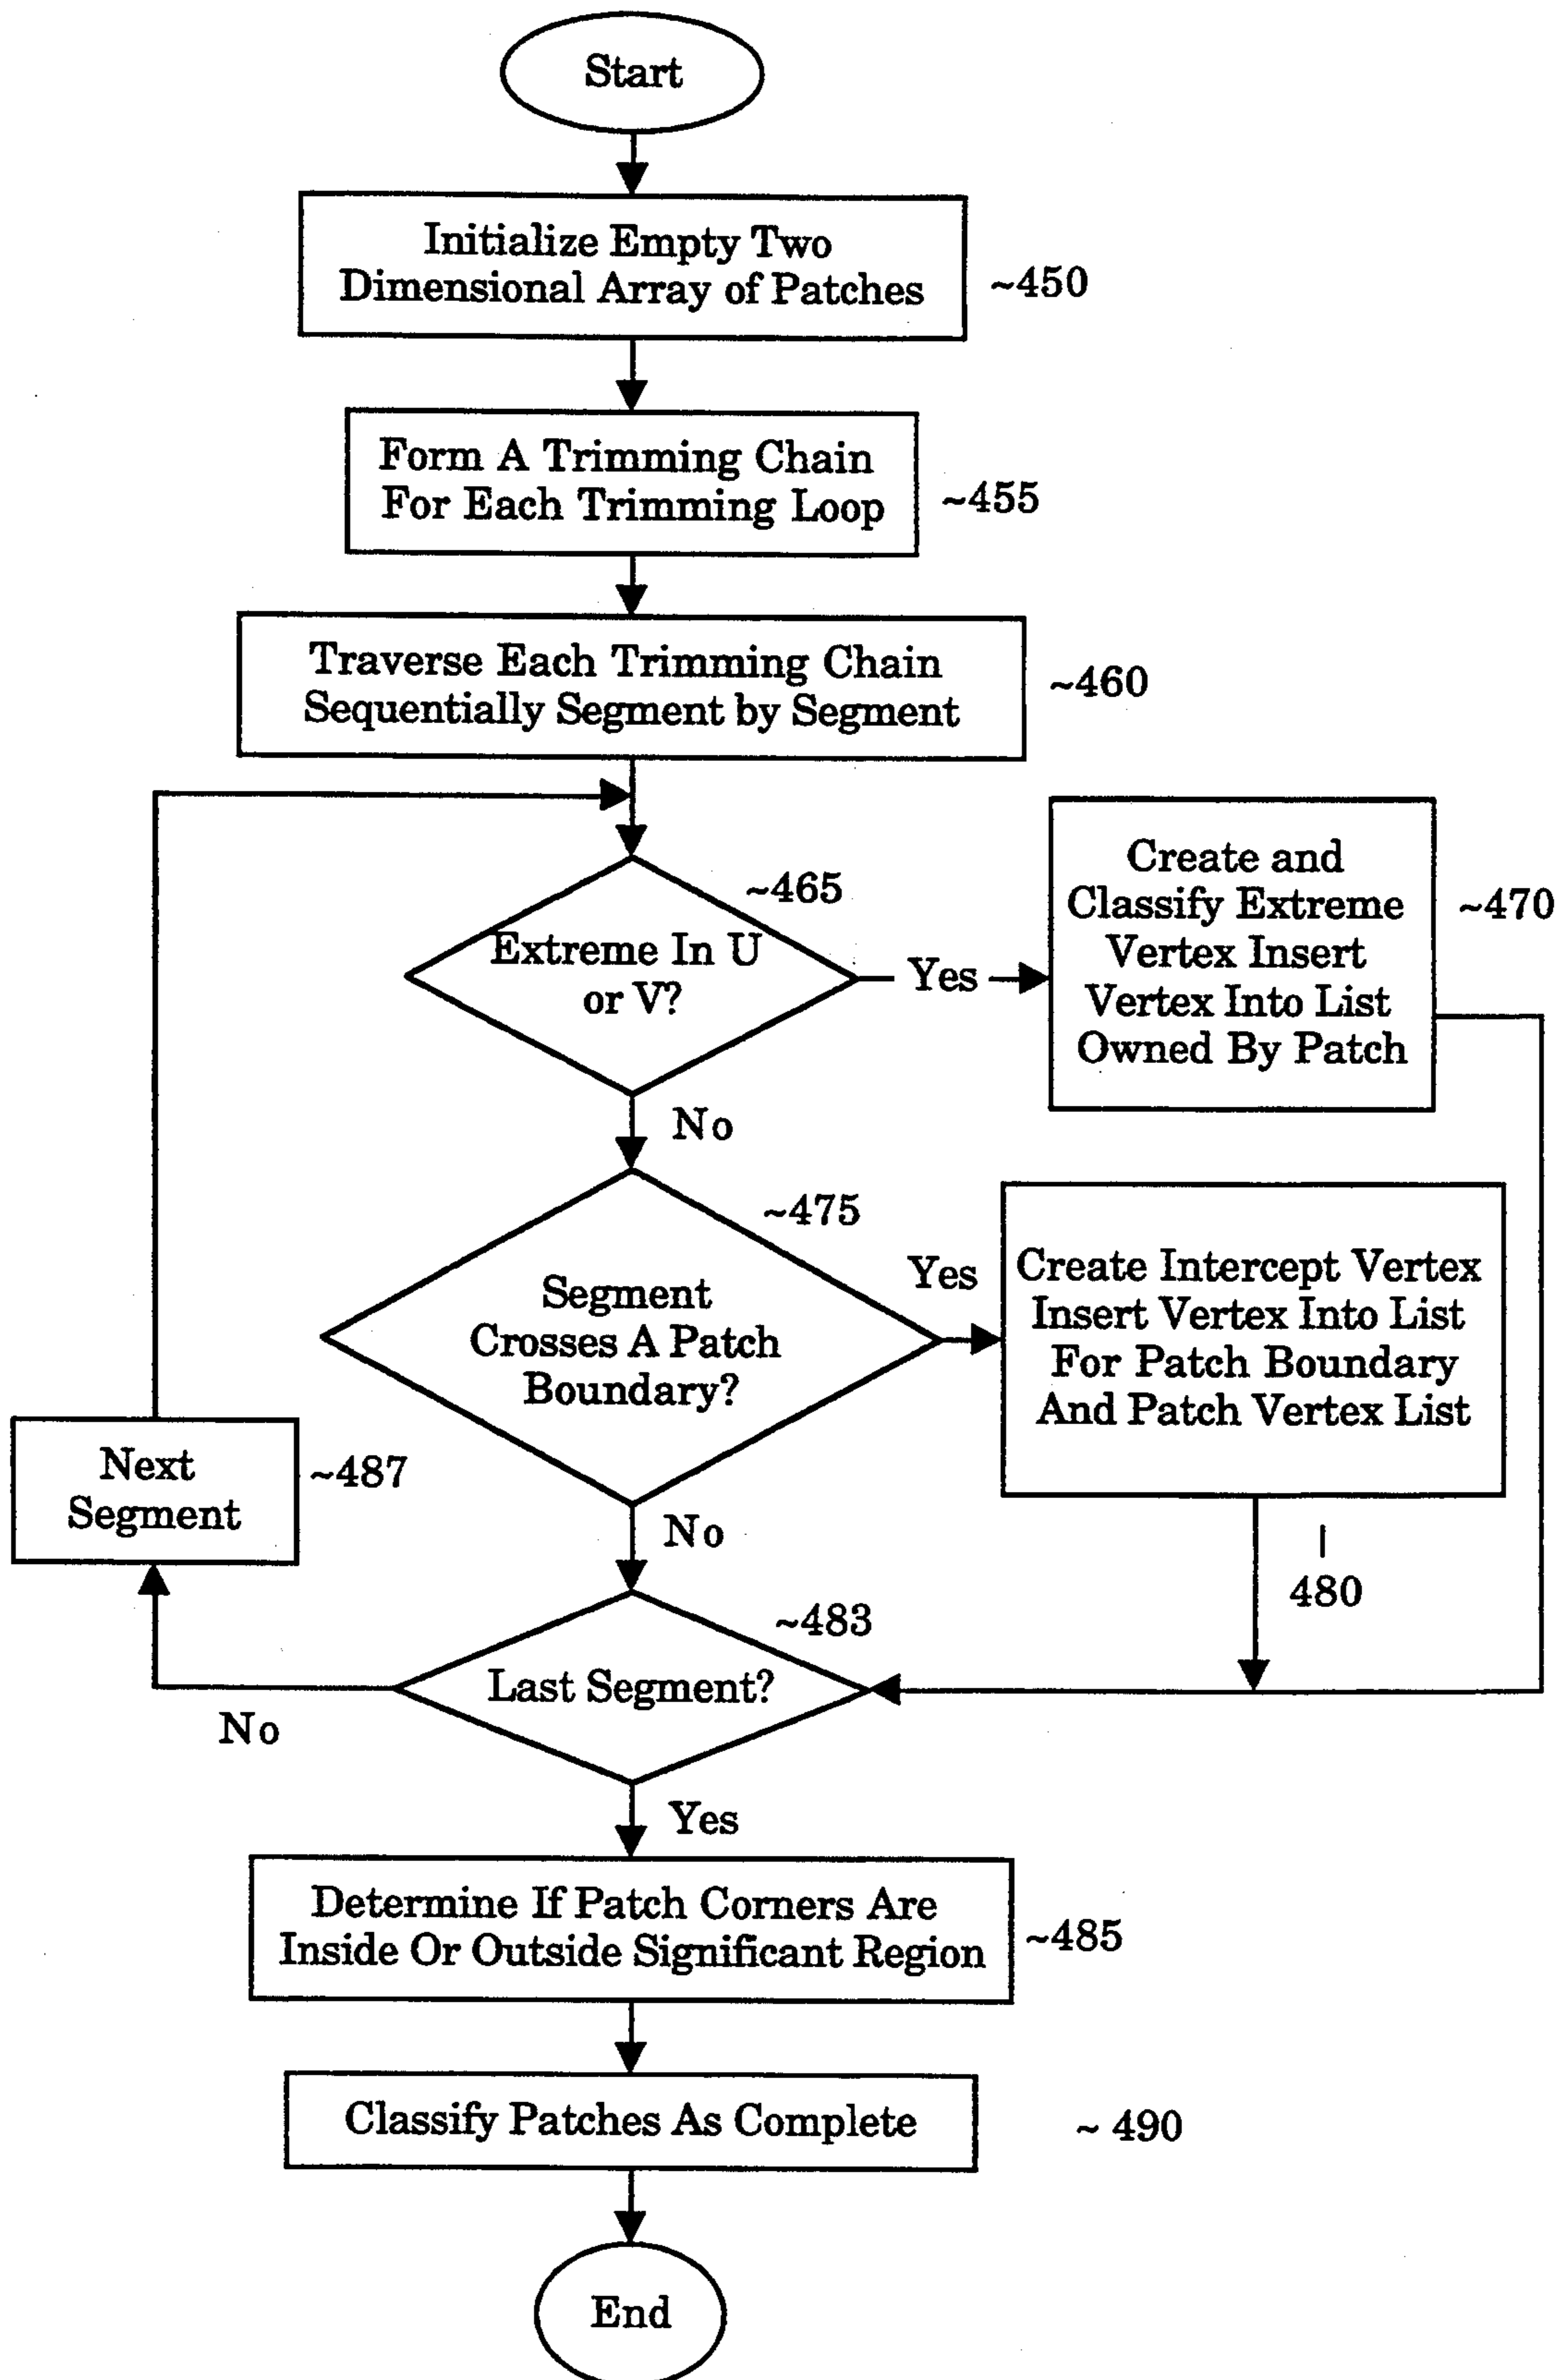 Start
Initialize Empty Two
Dimensional Array of Patches
~450
Form A Trimming Chain
For Each Trimming Loop
~455
Traverse Each Trimming Chain
Sequentially Segment by Segment
~460
~465
Extreme In U
or V?
Yes
Create and
Classify Extreme
Vertex Insert
Vertex Into List
Owned By Patch
~470
No
~475
Segment
Crosses A Patch
Boundary?
Yes
Create Intercept Vertex
Insert Vertex Into List
For Patch Boundary
And Patch Vertex List
480
Next
Segment
~487
No
~483
Last Segment?
No
Yes
Determine If Patch Corners Are
Inside Or Outside Significant Region
~485
Classify Patches As Complete
~ 490
End